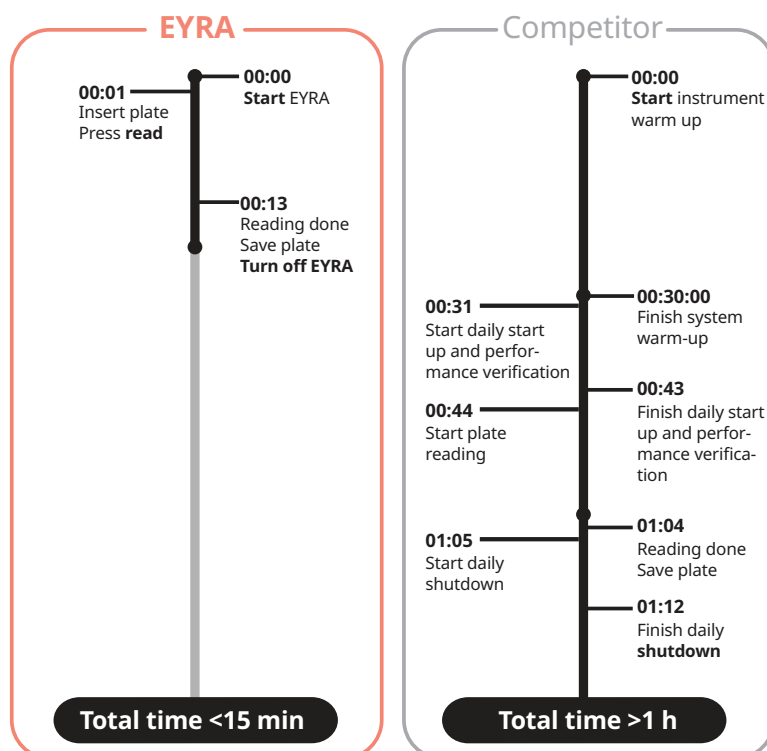 EYRA
00:00
Start EYRA
00:01
Insert plate
Press read
00:13
Reading done
Save plate
Turn off EYRA
Total time <15 min
Competitor
00:00
Start instrument
warm up
00:30:00
Finish system
warm-up
00:31
Start daily start
up and perfor-
mance verification
00:43
Finish daily start
up and perfor-
mance verifica-
tion
00:44
Start plate
reading
01:04
Reading done
Save plate
01:05
Start daily
shutdown
01:12
Finish daily
shutdown
Total time >1 h